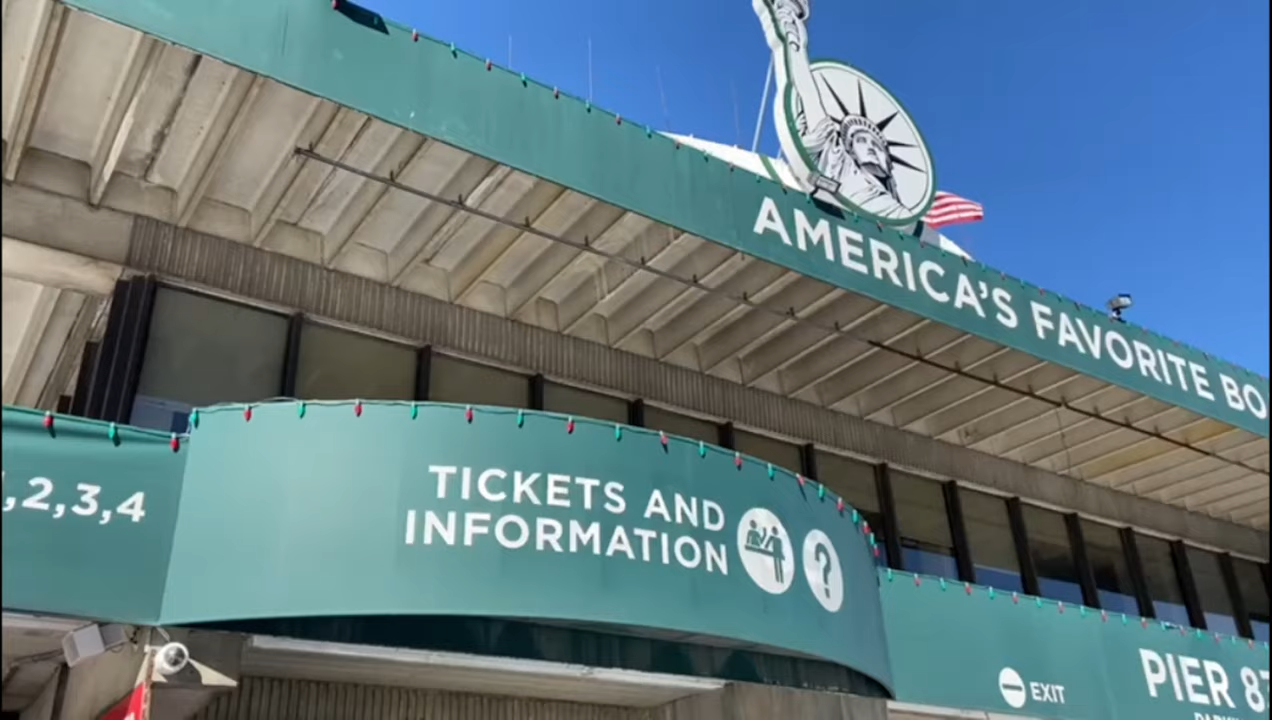 AMERICA'S FAVORITE BO
,2,3,4
TICKETS AND
INFORMATION
?
EXIT
PIER 8